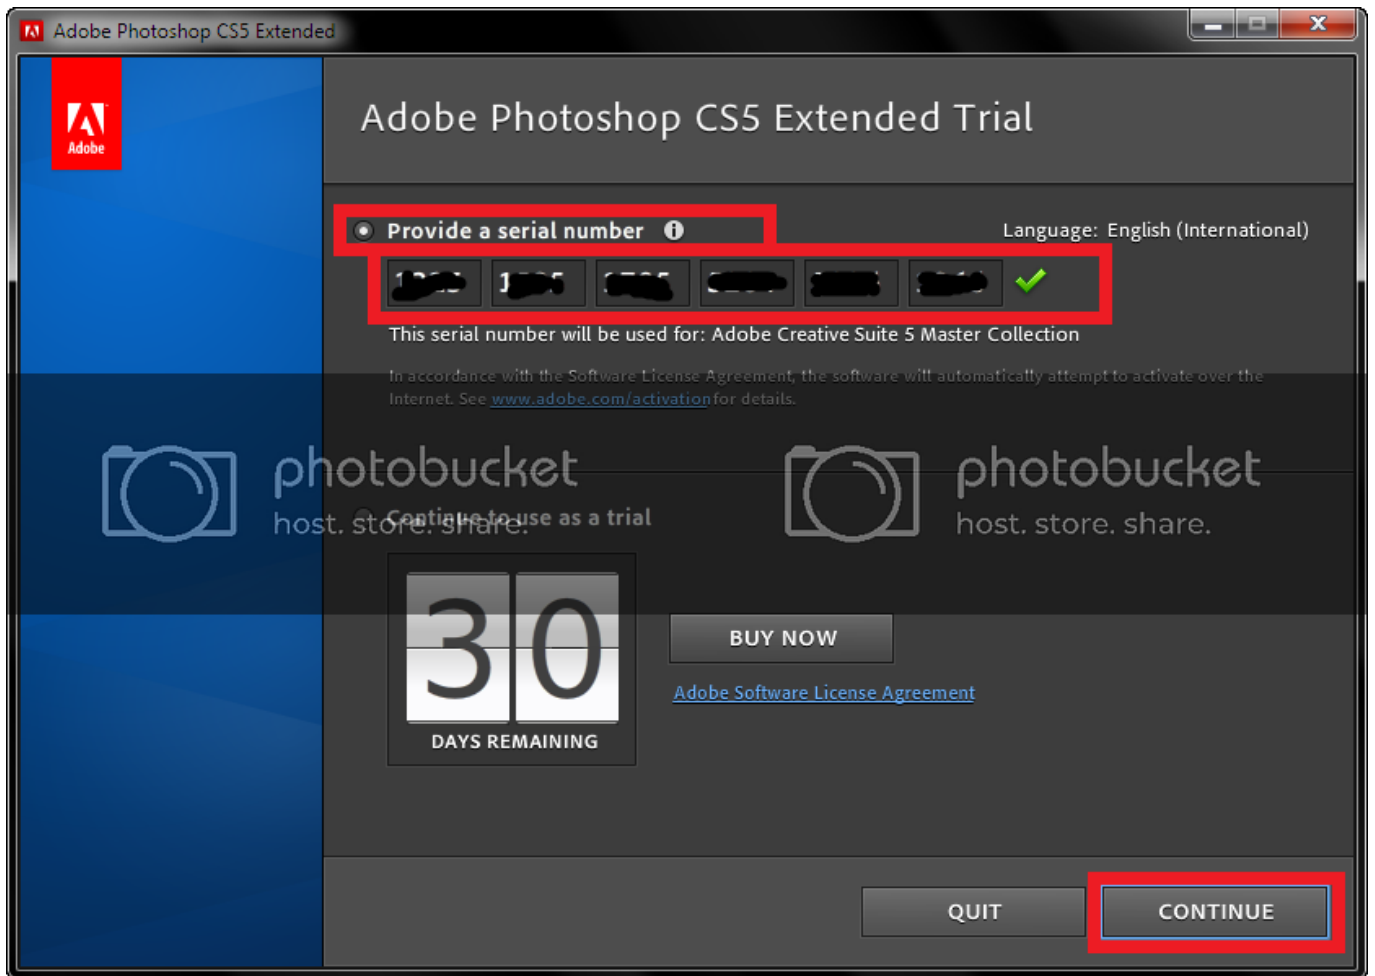 Adobe Photoshop CS5 Extended
Adobe
Adobe Photoshop CS5 Extended Trial
Provide a serial number
Language: English (International)
This serial number will be used for: Adobe Creative Suite 5 Master Collection
In accordance with the Software License Agreement, the software will automatically attempt to activate over the
Internet. See www.adobe.com/activation for details.
photobucket
host. store. share.
photobucket
host. store. share.
Continue to use as a trial
30
DAYS REMAINING
BUY NOW
Adobe Software License Agreement
QUIT
CONTINUE